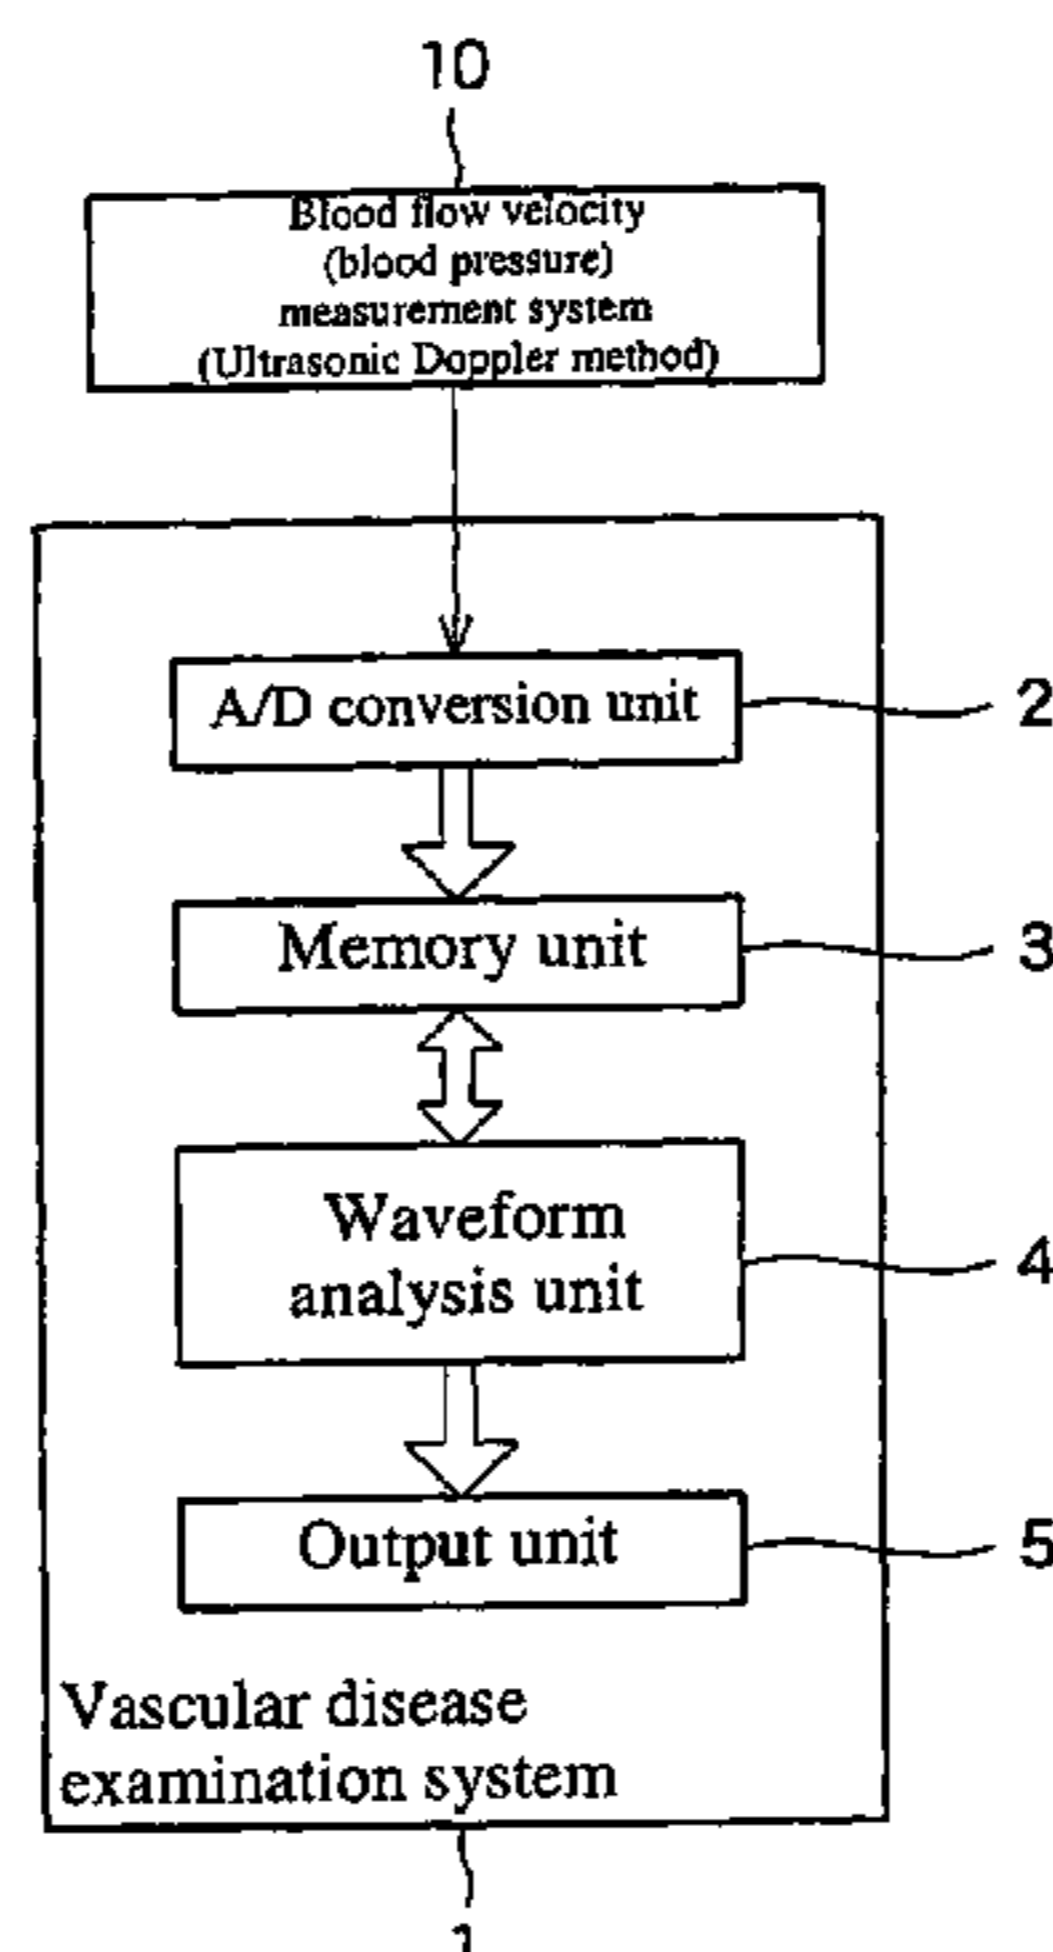 10
Blood flow velocity
(blood pressure)
measurement system
(Ultrasonic Doppler method)
A/D conversion unit
2
Memory unit
3
Waveform
analysis unit
4
Output unit
5
Vascular disease
examination system
1